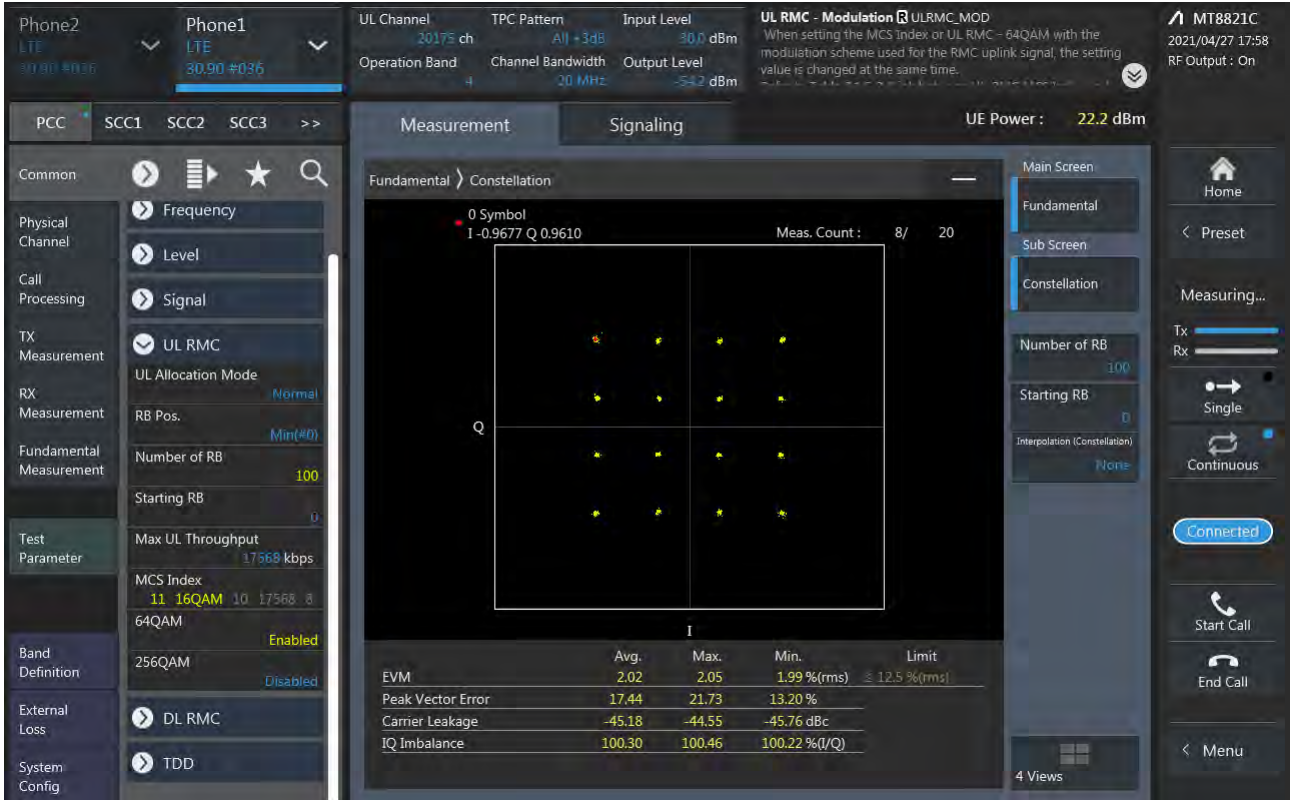 Phone2
LTE
30.90 #036
Phone1
LTE
30.90 #036
UL Channel
20175 ch
Operation Band
4
TPC Pattern
All +3dB
Channel Bandwidth
20 MHz
Input Level
30.0 dBm
Output Level
-54.2 dBm
UL RMC - Modulation R ULRMC_MOD
When setting the MCS Index or UL RMC - 64QAM with the
modulation scheme used for the RMC uplink signal, the setting
value is changed at the same time.
MT8821C
2021/04/27 17:58
RF Output : On
PCC SCC1 SCC2 SCC3 >>
Measurement
Signaling
UE Power : 22.2 dBm
Common
Physical
Channel
Call
Processing
TX
Measurement
RX
Measurement
Fundamental
Measurement
Test
Parameter
Band
Definition
External
Loss
System
Config
Frequency
Level
Signal
UL RMC
UL Allocation Mode
Normal
RB Pos.
Min(#0)
Number of RB
100
Starting RB
0
Max UL Throughput
17568 kbps
MCS Index
11 16QAM 10 17568 8
64QAM
Enabled
256QAM
Disabled
DL RMC
TDD
Fundamental 〉 Constellation
0 Symbol
I -0.9677 Q 0.9610
Meas. Count : 8/ 20
Q
I
Avg. Max. Min. Limit
EVM 2.02 2.05 1.99 %(rms) ≦ 12.5 %(rms)
Peak Vector Error 17.44 21.73 13.20 %
Carrier Leakage -45.18 -44.55 -45.76 dBc
IQ Imbalance 100.30 100.46 100.22 %(I/Q)
Main Screen
Fundamental
Sub Screen
Constellation
Number of RB
100
Starting RB
0
Interpolation (Constellation)
None
4 Views
Home
< Preset
Measuring...
Tx
Rx
Single
Continuous
Connected
Start Call
End Call
< Menu